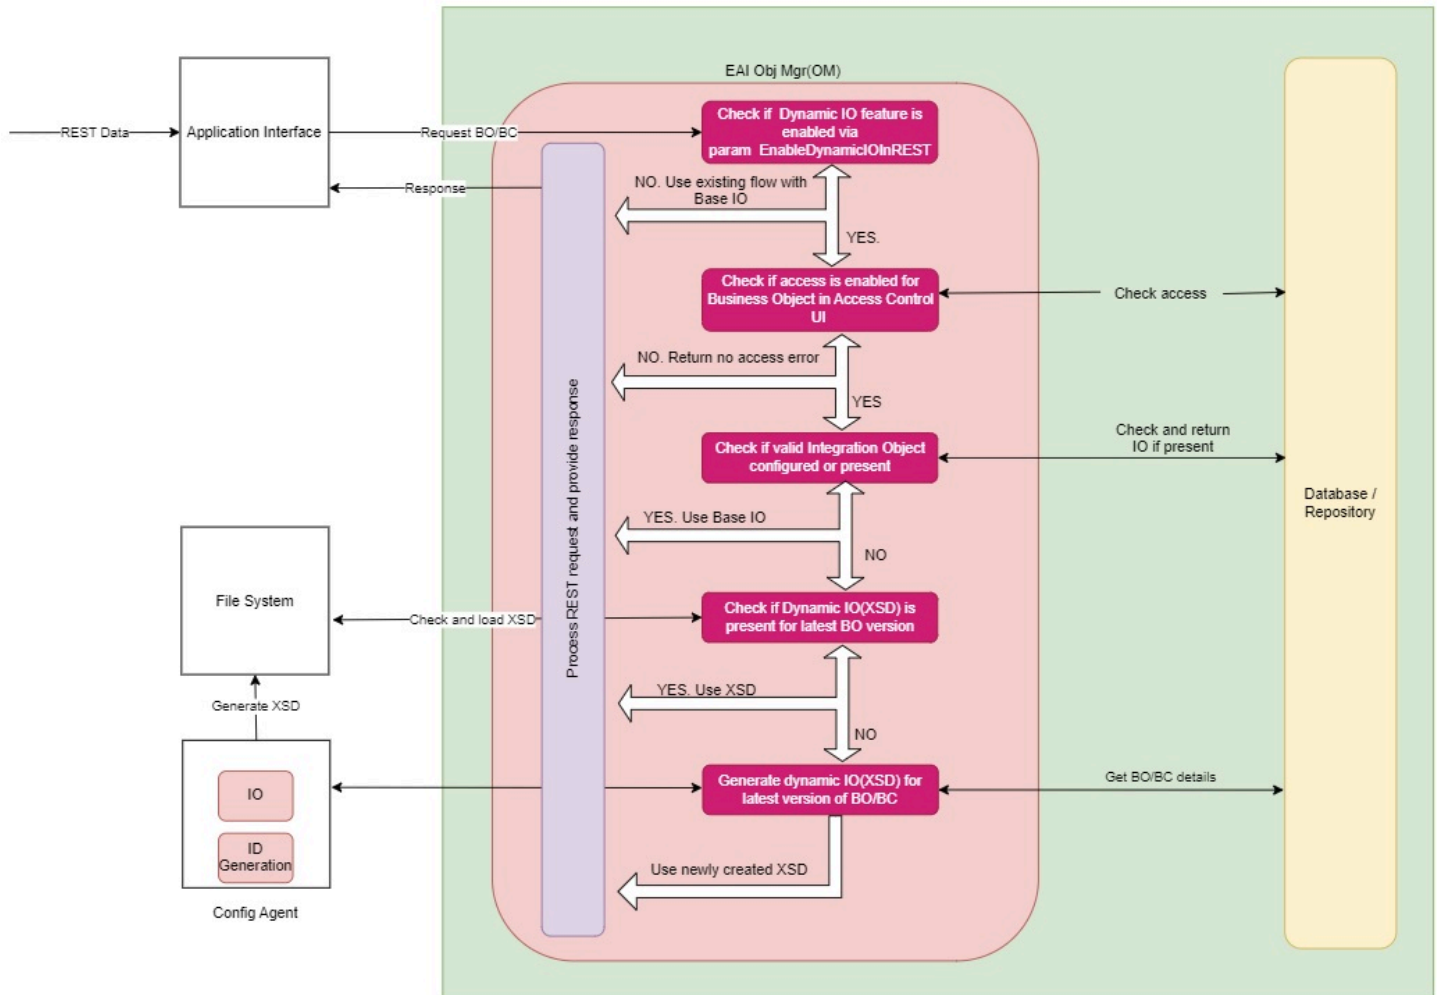 EAI Obj Mgr(OM)
REST Data
Application Interface
Request BO/BC
Response
Check if Dynamic IO feature is
enabled via
param EnableDynamicIOInREST
NO. Use existing flow with
Base IO
YES.
Check if access is enabled for
Business Object in Access Control
UI
Check access
NO. Return no access error
YES
Check if valid Integration Object
configured or present
Check and return
IO if present
YES. Use Base IO
NO
Process REST request and provide response
Database /
Repository
File System
Check and load XSD
Check if Dynamic IO(XSD) is
present for latest BO version
Generate XSD
YES. Use XSD
NO
Generate dynamic IO(XSD) for
latest version of BO/BC
Get BO/BC details
IO
ID
Generation
Config Agent
Use newly created XSD